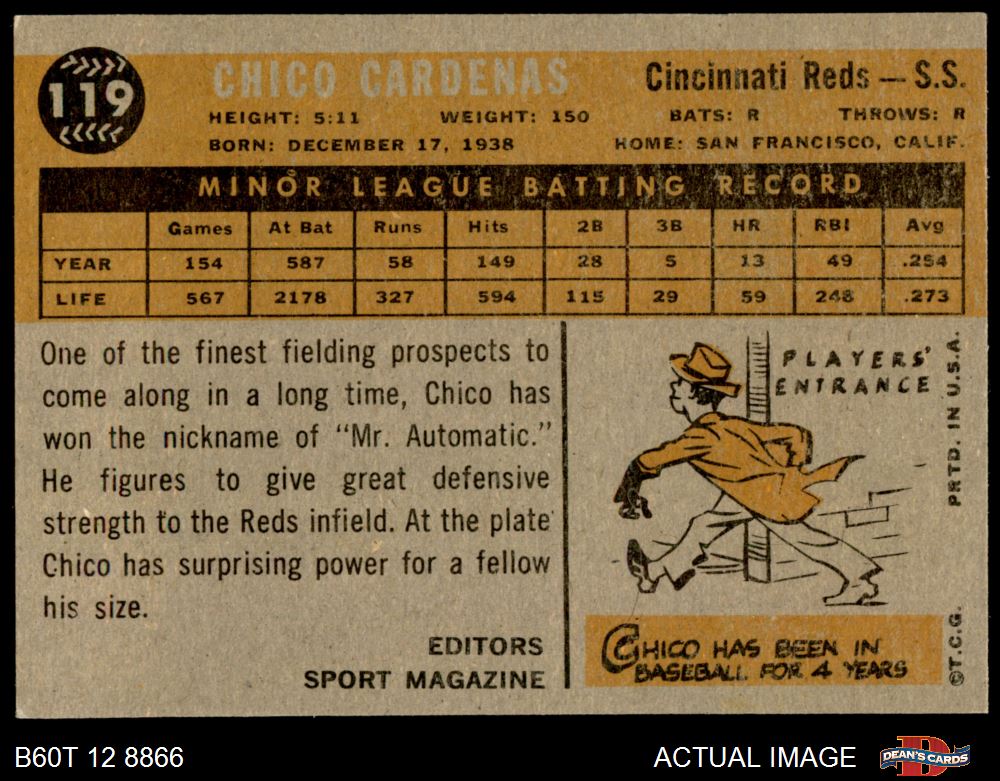 119
CHICO CARDENAS
Cincinnati Reds — S.S.
HEIGHT: 5:11 WEIGHT: 150 BATS: R THROWS: R
BORN: DECEMBER 17, 1938 HOME: SAN FRANCISCO, CALIF.
MINOR LEAGUE BATTING RECORD
Games At Bat Runs Hits 2B 3B HR RBI Avg
YEAR 154 587 58 149 28 5 13 49 .254
LIFE 567 2178 327 594 115 29 59 248 .273
One of the finest fielding prospects to
come along in a long time, Chico has
won the nickname of "Mr. Automatic."
He figures to give great defensive
strength to the Reds infield. At the plate
Chico has surprising power for a fellow
his size.
EDITORS
SPORT MAGAZINE
PLAYERS'
ENTRANCE
CHICO HAS BEEN IN
BASEBALL FOR 4 YEARS
©T.C.G. PRTD. IN U.S.A.
B60T 12 8866
ACTUAL IMAGE
DEAN'S CARDS